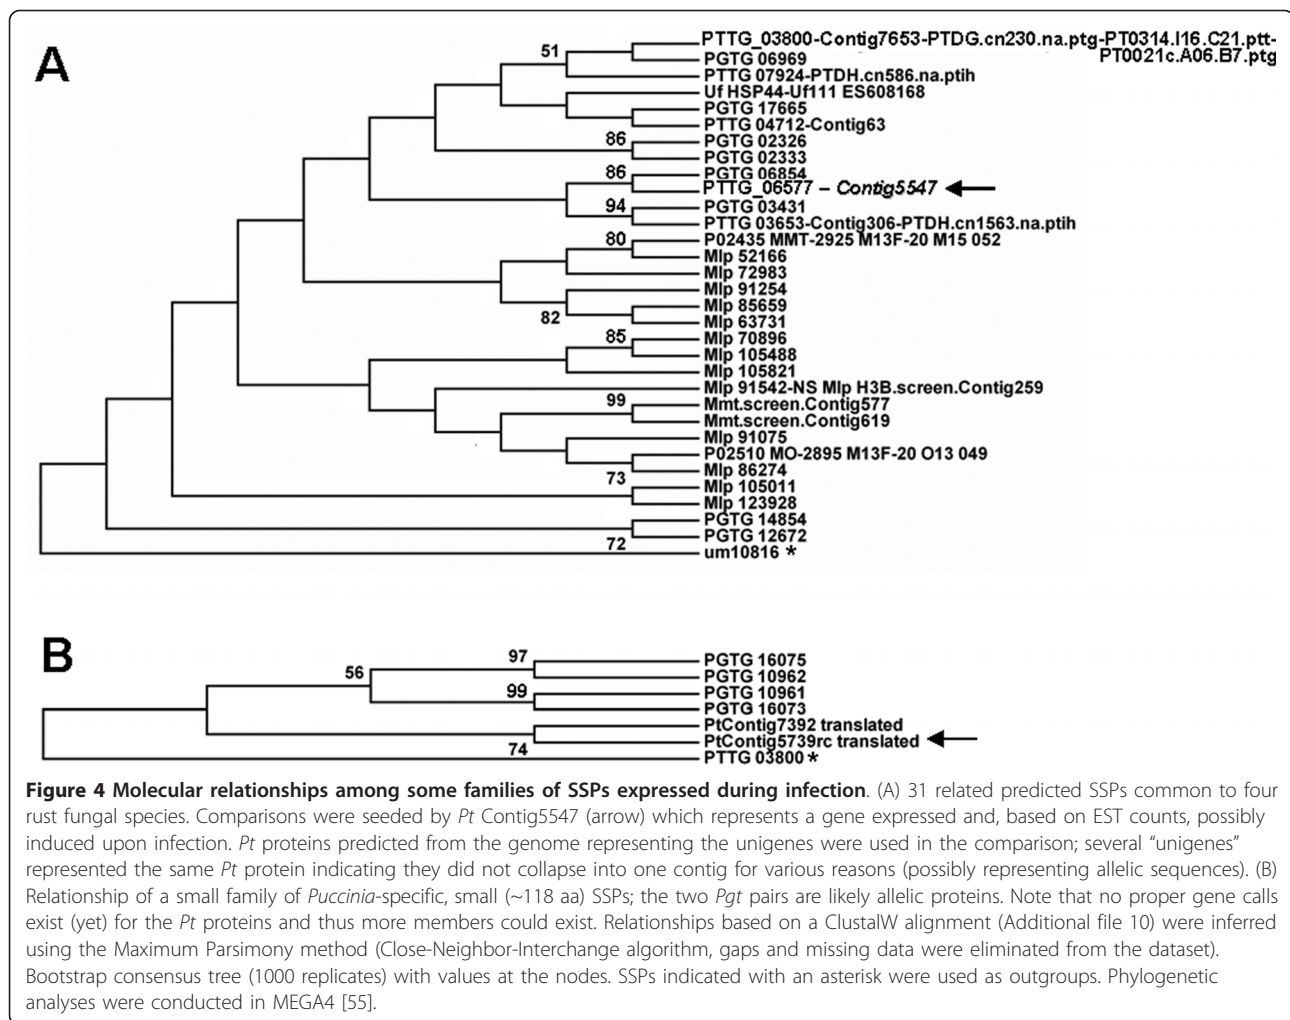 A
PTTG_03800-Contig7653-PTDG.cn230.na.ptg-PT0314.I16.C21.ptt-
PT0021c.A06.B7.ptg
51
PGTG 06969
PTTG 07924-PTDH.cn586.na.ptih
Uf HSP44-Uf111 ES608168
PGTG 17665
PTTG 04712-Contig63
86
PGTG 02326
PGTG 02333
86
PGTG 06854
PTTG_06577 – Contig5547
94
PGTG 03431
PTTG 03653-Contig306-PTDH.cn1563.na.ptih
80
P02435 MMT-2925 M13F-20 M15 052
Mlp 52166
Mlp 72983
Mlp 91254
Mlp 85659
82
Mlp 63731
85
Mlp 70896
Mlp 105488
Mlp 105821
Mlp 91542-NS Mlp H3B.screen.Contig259
99
Mmt.screen.Contig577
Mmt.screen.Contig619
Mlp 91075
P02510 MO-2895 M13F-20 O13 049
73
Mlp 86274
Mlp 105011
Mlp 123928
PGTG 14854
PGTG 12672
72
um10816 *
B
97
PGTG 16075
56
PGTG 10962
99
PGTG 10961
PGTG 16073
PtContig7392 translated
74
PtContig5739rc translated
PTTG 03800 *
Figure 4 Molecular relationships among some families of SSPs expressed during infection. (A) 31 related predicted SSPs common to four
rust fungal species. Comparisons were seeded by Pt Contig5547 (arrow) which represents a gene expressed and, based on EST counts, possibly
induced upon infection. Pt proteins predicted from the genome representing the unigenes were used in the comparison; several “unigenes”
represented the same Pt protein indicating they did not collapse into one contig for various reasons (possibly representing allelic sequences). (B)
Relationship of a small family of Puccinia-specific, small (~118 aa) SSPs; the two Pgt pairs are likely allelic proteins. Note that no proper gene calls
exist (yet) for the Pt proteins and thus more members could exist. Relationships based on a ClustalW alignment (Additional file 10) were inferred
using the Maximum Parsimony method (Close-Neighbor-Interchange algorithm, gaps and missing data were eliminated from the dataset).
Bootstrap consensus tree (1000 replicates) with values at the nodes. SSPs indicated with an asterisk were used as outgroups. Phylogenetic
analyses were conducted in MEGA4 [55].